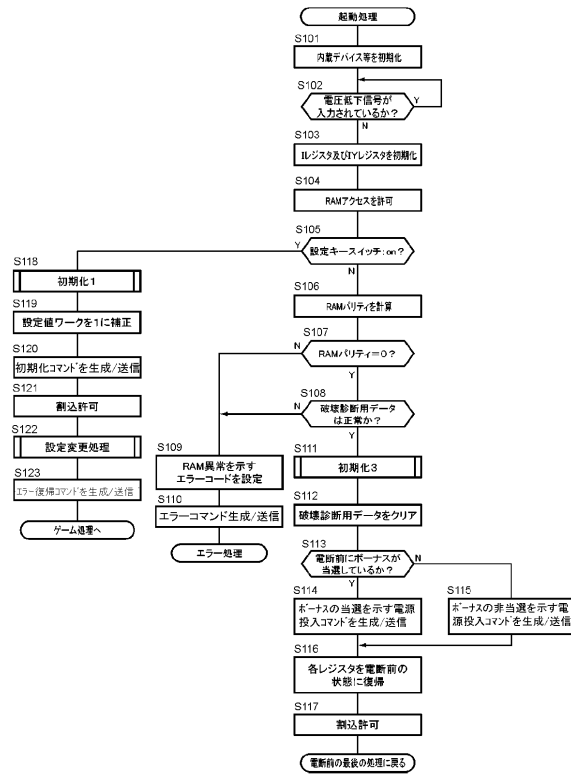 起動処理
S101
内蔵デバイス等を初期化
S102
電圧低下信号が
入力されているか?
Y
N
S103
Iレジスタ及びIYレジスタを初期化
S104
RAMアクセスを許可
S105
設定キースイッチ:on?
Y
N
S118
初期化1
S119
設定値ワークを1に補正
S120
初期化コマンドを生成/送信
S121
割込許可
S122
設定変更処理
S123
エラー復帰コマンドを生成/送信
ゲーム処理へ
S106
RAMパリティを計算
S107
RAMパリティ=0?
N
Y
S108
破壊診断用データ
は正常か?
N
Y
S109
RAM異常を示す
エラーコードを設定
S110
エラーコマンド生成/送信
エラー処理
S111
初期化3
S112
破壊診断用データをクリア
S113
電断前にボーナスが
当選しているか?
N
Y
S114
ボーナスの当選を示す電源
投入コマンドを生成/送信
S115
ボーナスの非当選を示す電
源投入コマンドを生成/送信
S116
各レジスタを電断前の
状態に復帰
S117
割込許可
電断前の最後の処理に戻る